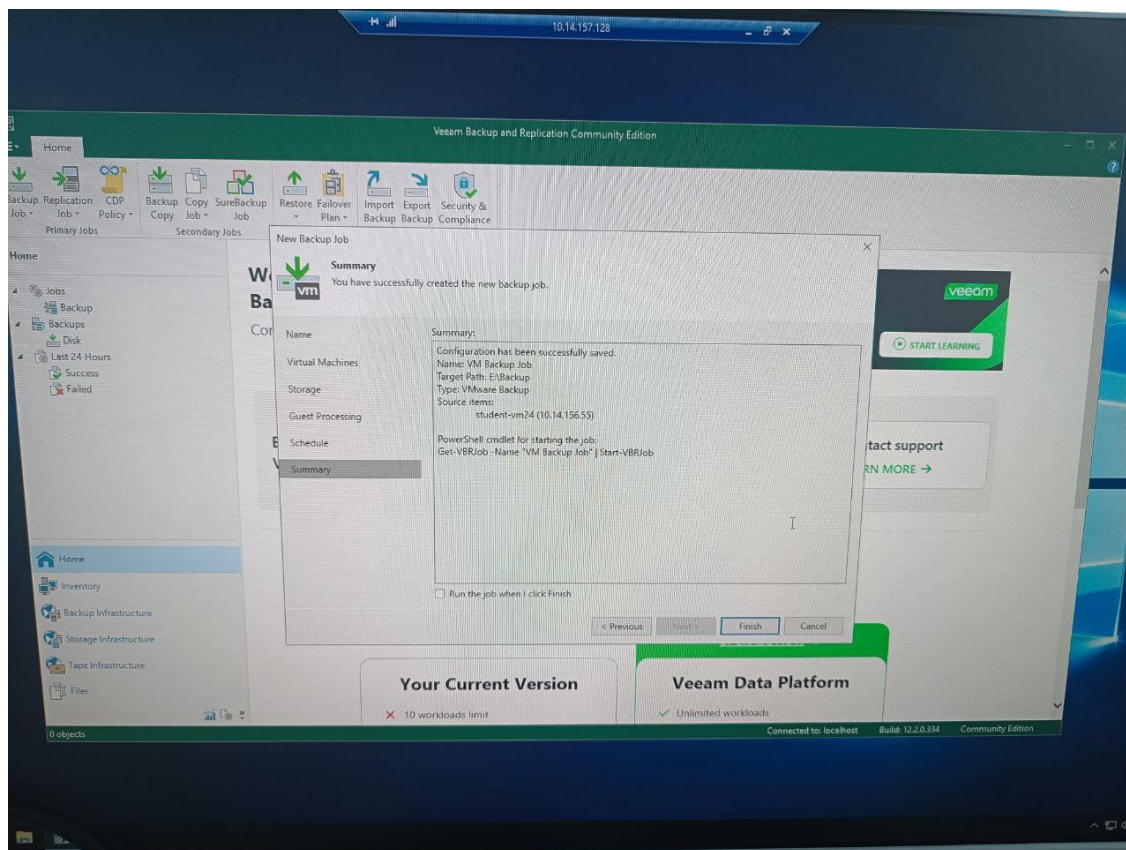 10.14.157.128
Veeam Backup and Replication Community Edition
Home
Backup Job
Replication Job
CDP Policy
Backup Copy
Copy Job
SureBackup Job
Restore
Failover Plan
Import Backup
Export Backup
Security & Compliance
Primary Jobs
Secondary Jobs
Home
Jobs
Backup
Backups
Disk
Last 24 Hours
Success
Failed
New Backup Job
vm
Summary
You have successfully created the new backup job.
Name
Virtual Machines
Storage
Guest Processing
Schedule
Summary
Summary:
Configuration has been successfully saved.
Name: VM Backup Job
Target Path: E:\Backup
Type: VMware Backup
Source items:
student-vm24 (10.14.156.55)
PowerShell cmdlet for starting the job:
Get-VBRJob -Name "VM Backup Job" | Start-VBRJob
Run the job when I click Finish
< Previous
Next >
Finish
Cancel
veeam
START LEARNING
tact support
RN MORE →
Home
Inventory
Backup Infrastructure
Storage Infrastructure
Tape Infrastructure
Files
Your Current Version
10 workloads limit
Veeam Data Platform
Unlimited workloads
0 objects
Connected to: localhost
Build: 12.2.0.334
Community Edition